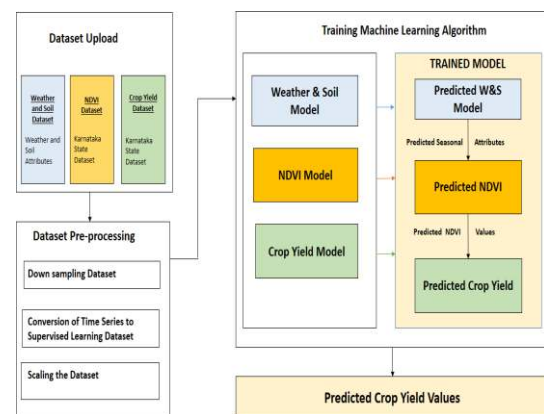 Dataset Upload
Weather
and Soil
Dataset
Weather and
Soil
Attributes
NDVI
Dataset
Karnataka
State
Dataset
Crop Yield
Dataset
Karnataka
State
Dataset
Dataset Pre-processing
Down sampling Dataset
Conversion of Time Series to
Supervised Learning Dataset
Scaling the Dataset
Training Machine Learning Algorithm
Weather & Soil
Model
NDVI Model
Crop Yield Model
TRAINED MODEL
Predicted W&S
Model
Predicted Seasonal Attributes
Predicted NDVI
Predicted NDVI Values
Predicted Crop Yield
Predicted Crop Yield Values